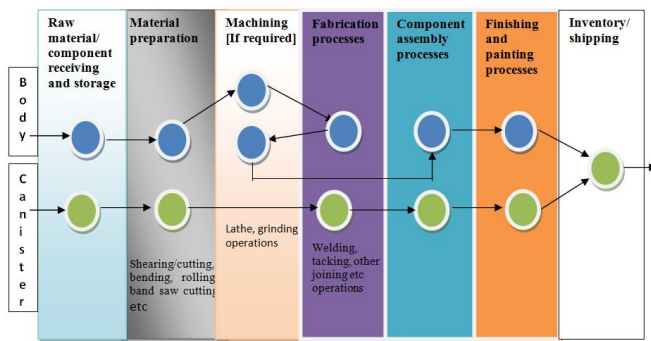 Raw
material/
component
receiving
and storage
Material
preparation
Machining
[If required]
Fabrication
processes
Component
assembly
processes
Finishing
and
painting
processes
Inventory/
shipping
B
o
d
y
C
a
n
i
s
t
e
r
Shearing/cutting,
bending, rolling
band saw cutting
etc
Lathe, grinding
operations
Welding,
tacking, other
joining etc
operations